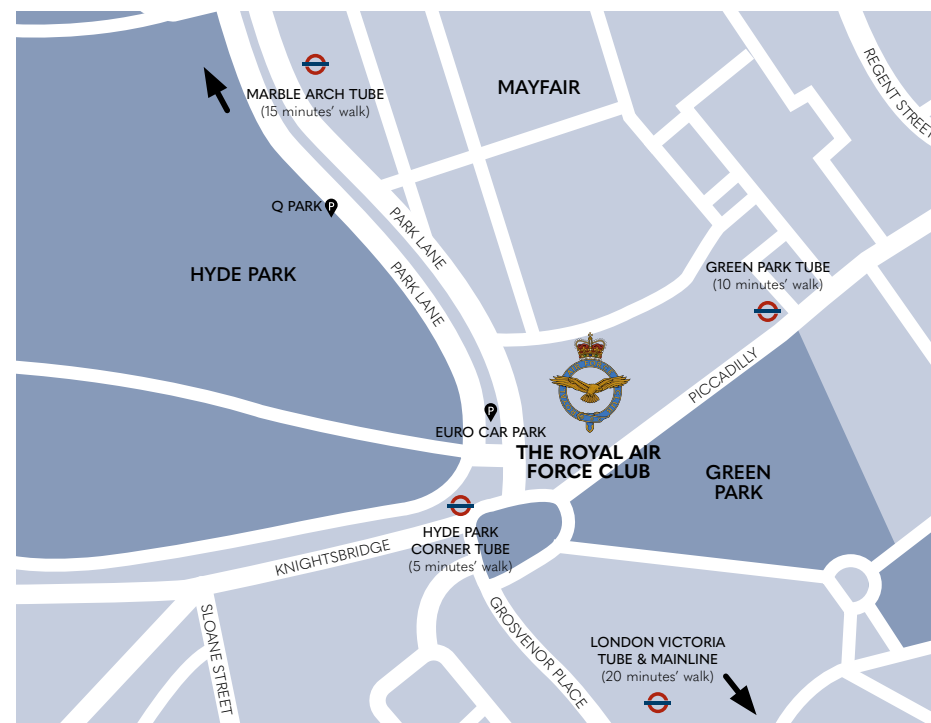 MARBLE ARCH TUBE
(15 minutes’ walk)
MAYFAIR
REGENT STREET
Q PARK
P
PARK LANE
PARK LANE
HYDE PARK
GREEN PARK TUBE
(10 minutes’ walk)
PICCADILLY
P
EURO CAR PARK
THE ROYAL AIR
FORCE CLUB
GREEN
PARK
HYDE PARK
CORNER TUBE
(5 minutes’ walk)
KNIGHTSBRIDGE
SLOANE STREET
GROSVENOR PLACE
LONDON VICTORIA
TUBE & MAINLINE
(20 minutes’ walk)